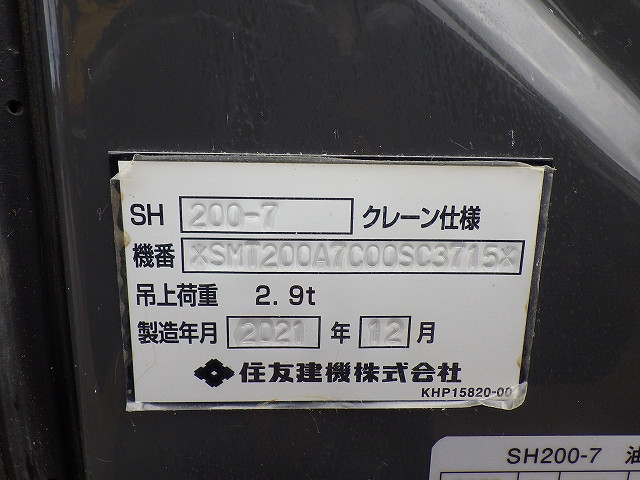 SH 200-7 クレーン仕様
機番 *SMT200A7C00SC3715*
吊上荷重 2.9t
製造年月 2021 年 12 月
住友建機株式会社
KHP15820-00
SH200-7 油